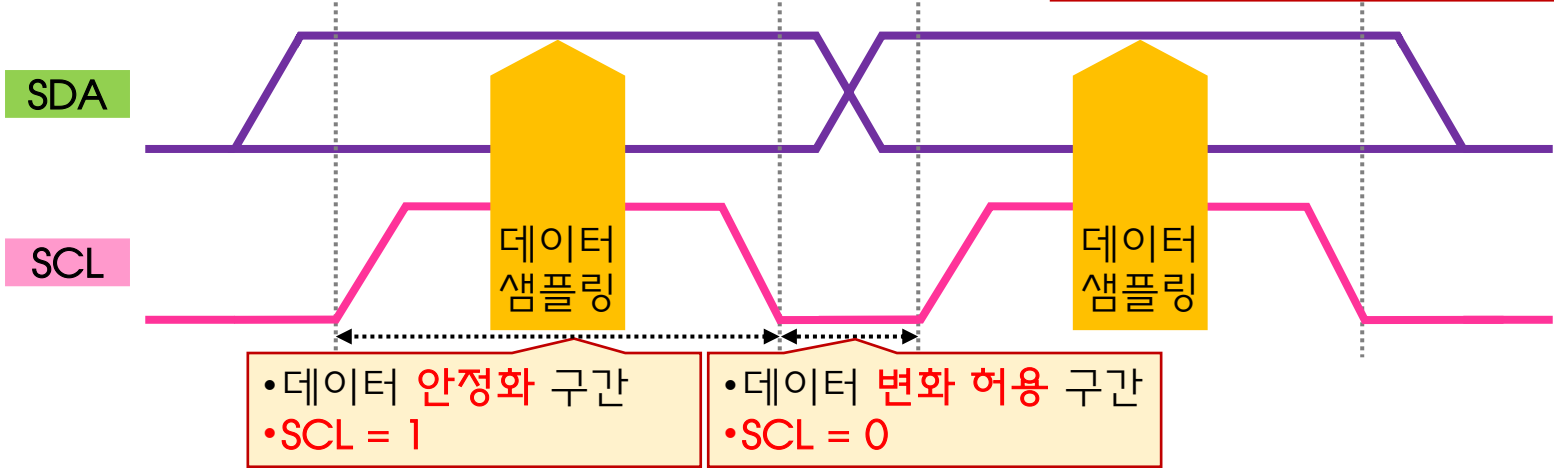 SDA
SCL
데이터
샘플링
데이터
샘플링
•데이터 안정화 구간
•SCL = 1
•데이터 변화 허용 구간
•SCL = 0